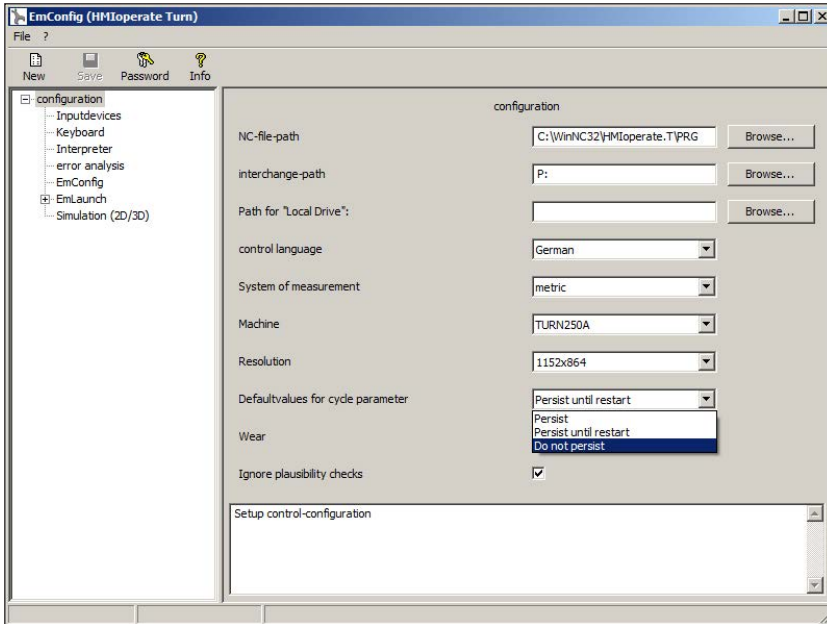 EmConfig (HMIoperate Turn)
File ?
New Save Password Info
configuration
Inputdevices
Keyboard
Interpreter
error analysis
EmConfig
EmLaunch
Simulation (2D/3D)
configuration
NC-file-path C:\WinNC32\HMIoperate.T\PRG Browse...
interchange-path P: Browse...
Path for "Local Drive": Browse...
control language German
System of measurement metric
Machine TURN250A
Resolution 1152x864
Defaultvalues for cycle parameter Persist until restart
Persist
Persist until restart
Do not persist
Wear
Ignore plausibility checks
Setup control-configuration